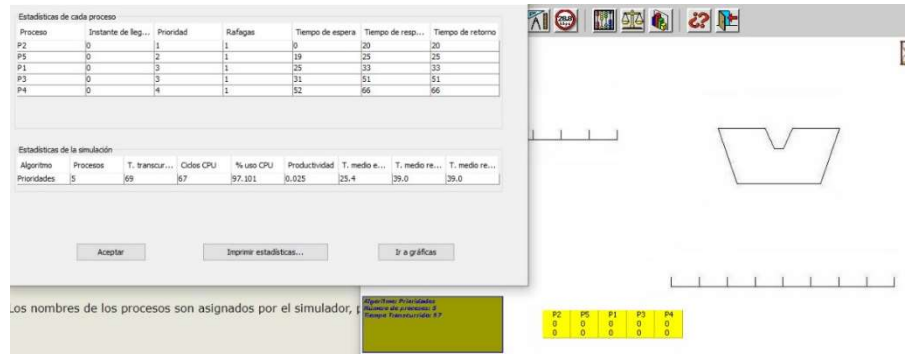 Estadísticas de cada proceso
Proceso Instante de lleg... Prioridad Rafagas Tiempo de espera Tiempo de resp... Tiempo de retorno
P2 0 1 1 0 20 20
P5 0 2 1 19 25 25
P1 0 3 1 25 33 33
P3 0 3 1 31 51 51
P4 0 4 1 52 66 66
Estadísticas de la simulación
Algoritmo Procesos T. transcur... Ciclos CPU % uso CPU Productividad T. medio e... T. medio re... T. medio re...
Prioridades 5 69 67 97.101 0.025 25.4 39.0 39.0
Aceptar Imprimir estadísticas... Ir a gráficas
Los nombres de los procesos son asignados por el simulador, p
Algoritmo: Prioridades
Número de procesos: 5
Tiempo Transcurrido:
P2 P5 P1 P3 P4
0 0 0 0 0
0 0 0 0 0